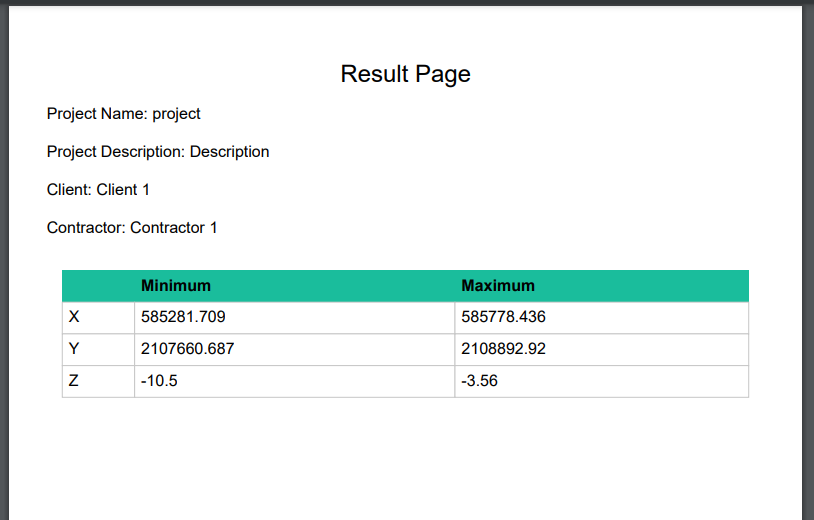 Result Page
Project Name: project
Project Description: Description
Client: Client 1
Contractor: Contractor 1
Minimum Maximum
X 585281.709 585778.436
Y 2107660.687 2108892.92
Z -10.5 -3.56